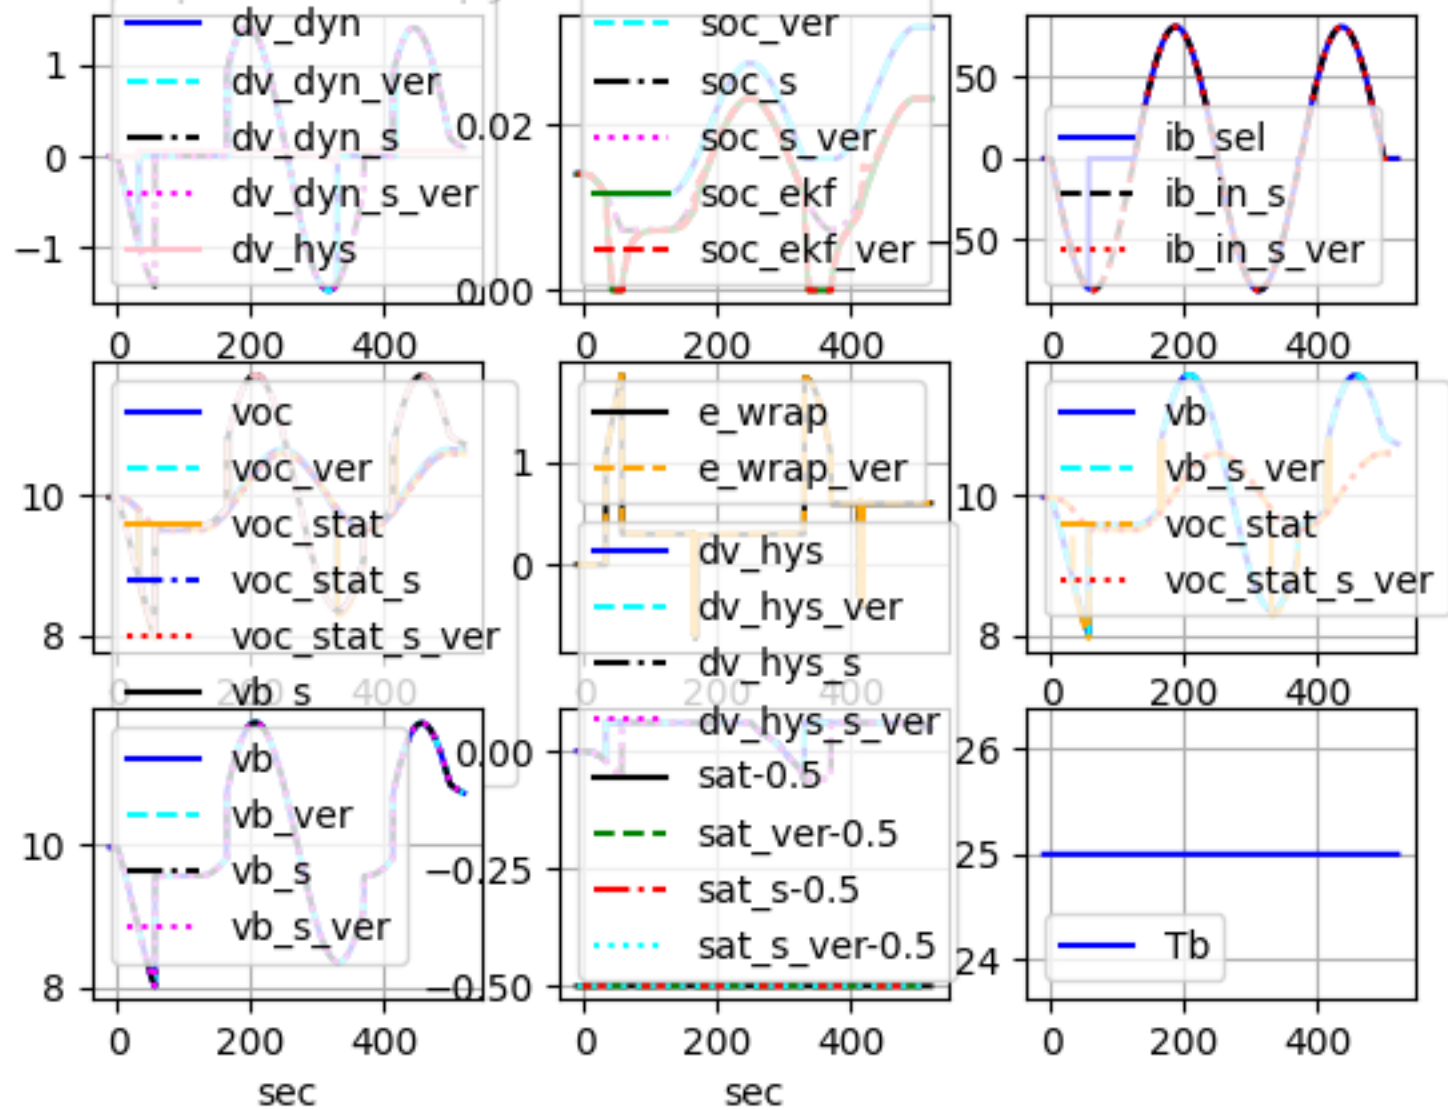 dv_dyn
dv_dyn_ver
dv_dyn_s
dv_dyn_s_ver
dv_hys
1
0
−1
0 200 400
soc_ver
soc_s
soc_s_ver
soc_ekf
soc_ekf_ver
0.02
0.00
0 200 400
ib_sel
ib_in_s
ib_in_s_ver
50
0
50
0 200 400
voc
voc_ver
voc_stat
voc_stat_s
voc_stat_s_ver
vb_s
10
8
0 200 400
e_wrap
e_wrap_ver
1
0
0 200 400
vb
vb_s_ver
voc_stat
voc_stat_s_ver
10
8
0 200 400
vb
vb_ver
vb_s
vb_s_ver
10
8
0 200 400
sec
dv_hys
dv_hys_ver
dv_hys_s
dv_hys_s_ver
sat-0.5
sat_ver-0.5
sat_s-0.5
sat_s_ver-0.5
0.00
−0.25
−0.50
0 200 400
sec
Tb
26
25
24
0 200 400